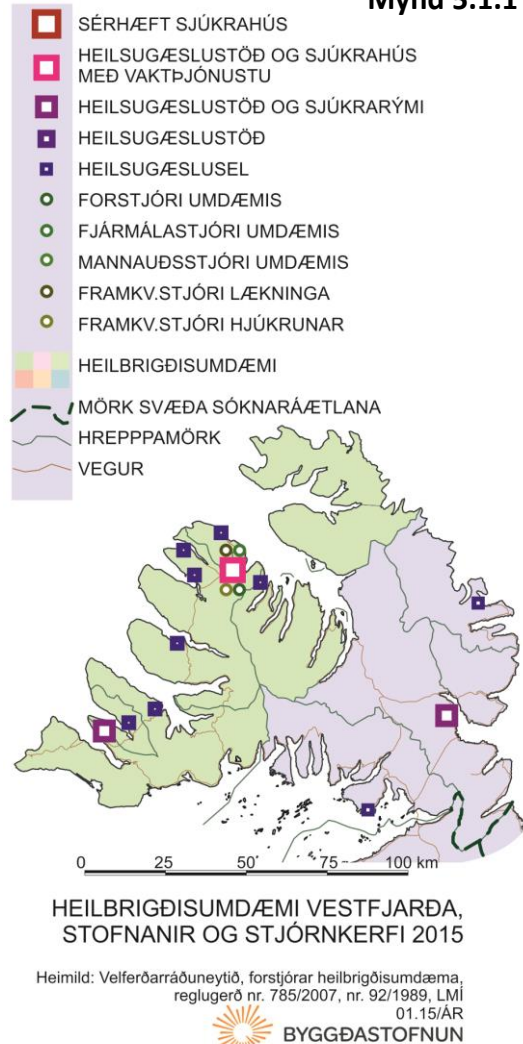 Mynd 5.1.1
SÉRHÆFT SJÚKRAHÚS
HEILSUGÆSLUSTÖÐ OG SJÚKRAHÚS
MEÐ VAKTÞJÓNUSTU
HEILSUGÆSLUSTÖÐ OG SJÚKRARÝMI
HEILSUGÆSLUSTÖÐ
HEILSUGÆSLUSEL
FORSTJÓRI UMDÆMIS
FJÁRMÁLASTJÓRI UMDÆMIS
MANNAUÐSSTJÓRI UMDÆMIS
FRAMKV.STJÓRI LÆKNINGA
FRAMKV.STJÓRI HJÚKRUNAR
HEILBRIGÐISUMDÆMI
MÖRK SVÆÐA SÓKNARÁÆTLANA
HREPPPAMÖRK
VEGUR
0 25 50 75 100 km
HEILBRIGÐISUMDÆMI VESTFJARÐA,
STOFNANIR OG STJÓRNKERFI 2015
Heimild: Velferðarráðuneytið, forstjórar heilbrigðisumdæma,
reglugerð nr. 785/2007, nr. 92/1989, LMÍ
01.15/ÁR
BYGGÐASTOFNUN